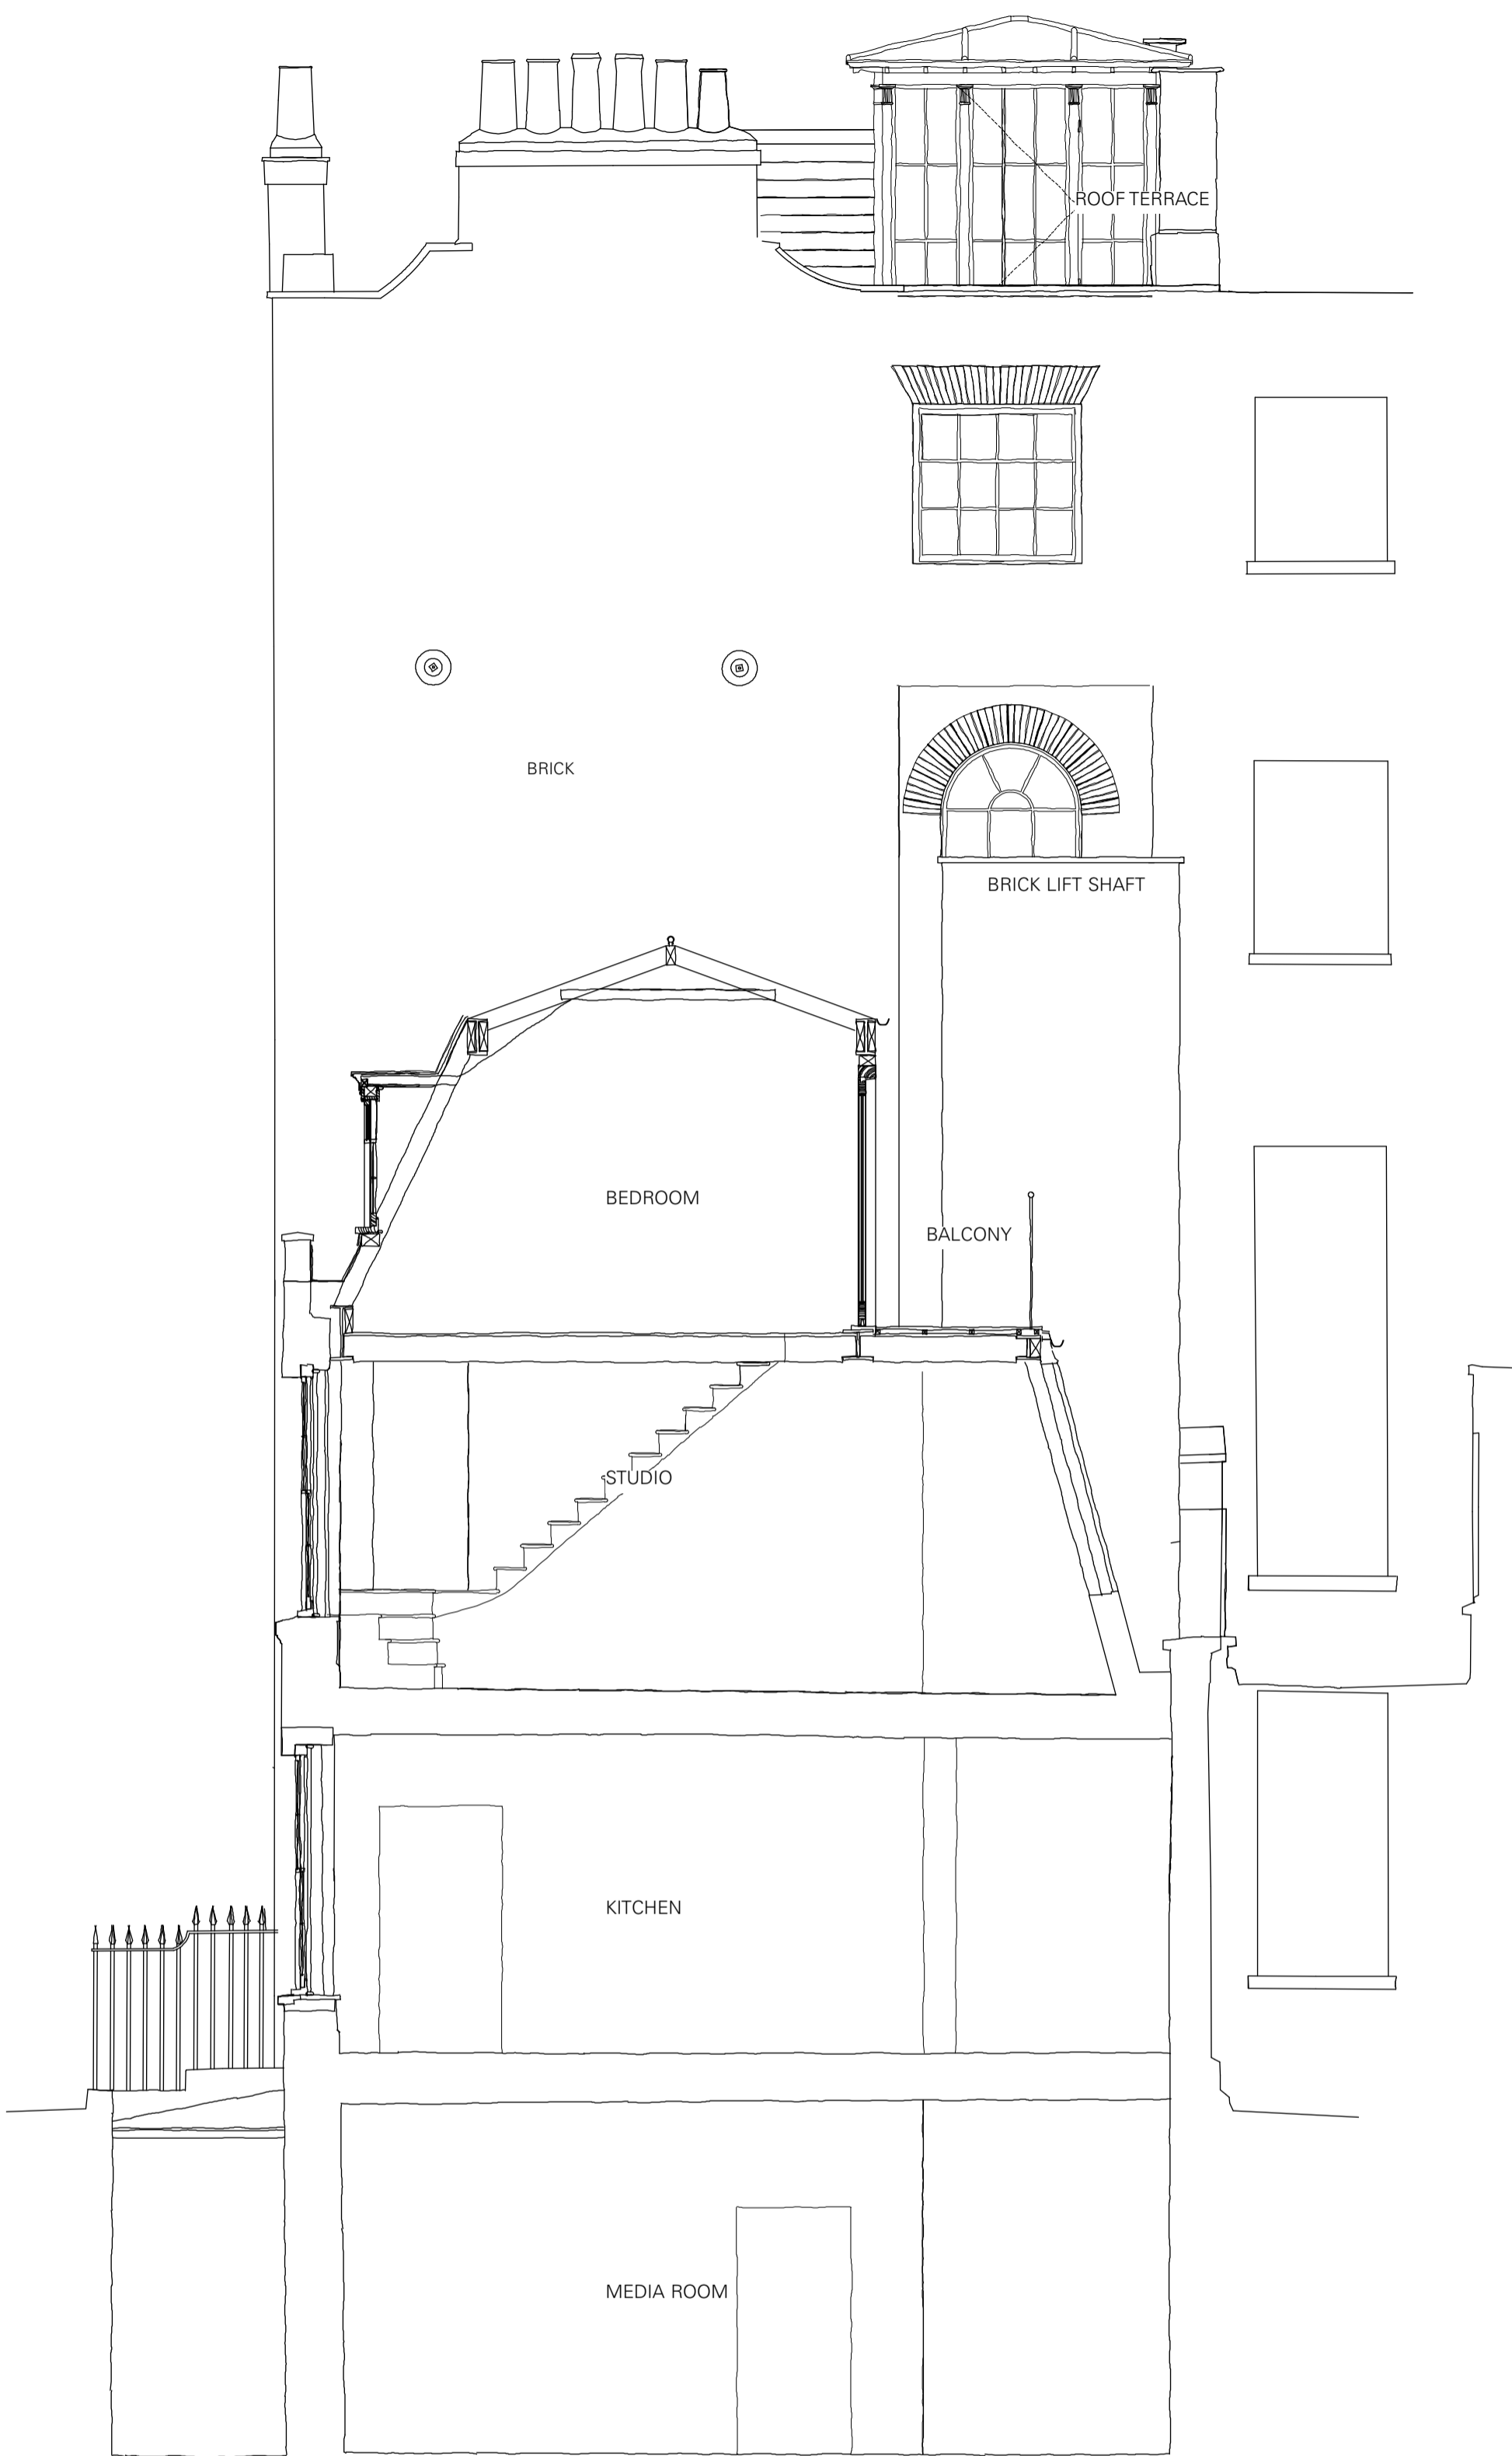 ROOF TERRACE
BRICK
BRICK LIFT SHAFT
BEDROOM
BALCONY
STUDIO
KITCHEN
MEDIA ROOM